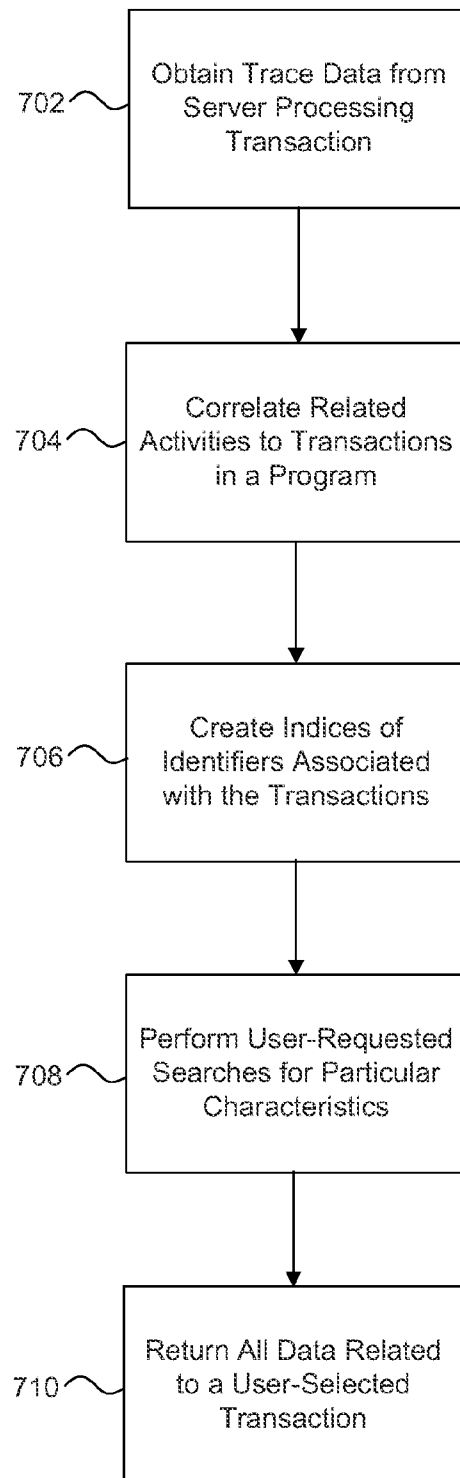 702
Obtain Trace Data from
Server Processing
Transaction
704
Correlate Related
Activities to Transactions
in a Program
706
Create Indices of
Identifiers Associated
with the Transactions
708
Perform User-Requested
Searches for Particular
Characteristics
710
Return All Data Related
to a User-Selected
Transaction